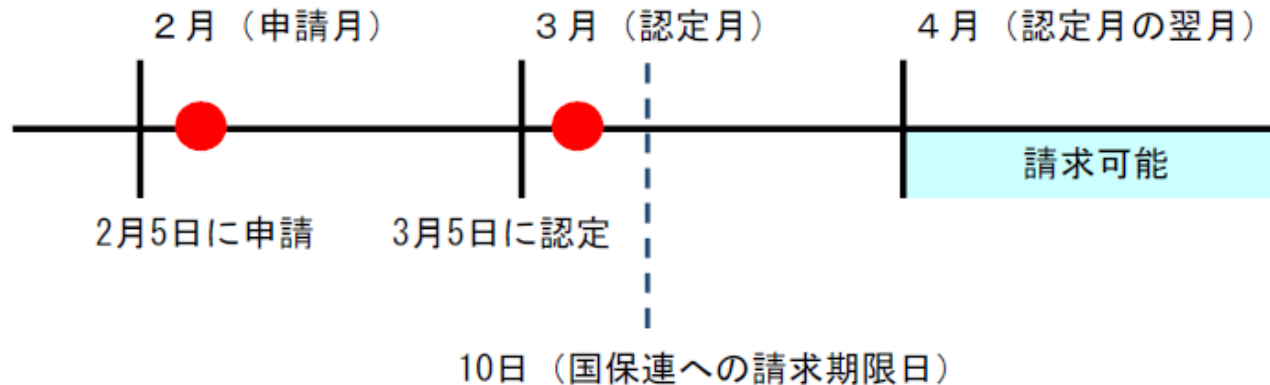 ２月（申請月）
３月（認定月）
４月（認定月の翌月）
請求可能
2月5日に申請
3月5日に認定
10日（国保連への請求期限日）